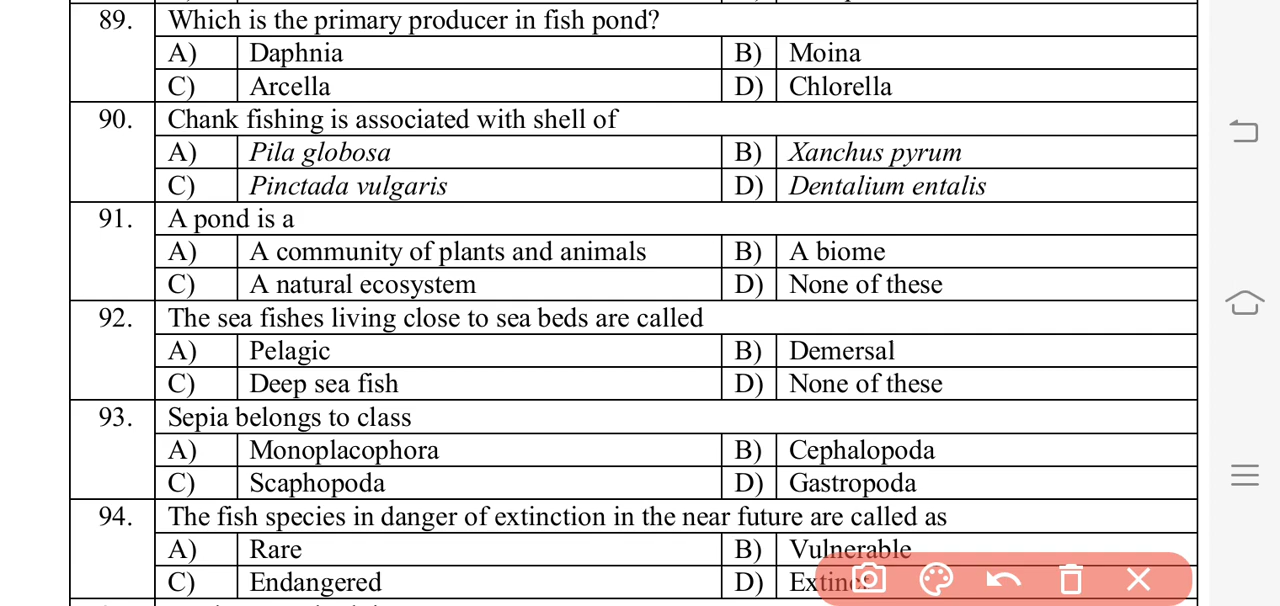 89. Which is the primary producer in fish pond?
A) Daphnia B) Moina
C) Arcella D) Chlorella
90. Chank fishing is associated with shell of
A) Pila globosa B) Xanchus pyrum
C) Pinctada vulgaris D) Dentalium entalis
91. A pond is a
A) A community of plants and animals B) A biome
C) A natural ecosystem D) None of these
92. The sea fishes living close to sea beds are called
A) Pelagic B) Demersal
C) Deep sea fish D) None of these
93. Sepia belongs to class
A) Monoplacophora B) Cephalopoda
C) Scaphopoda D) Gastropoda
94. The fish species in danger of extinction in the near future are called as
A) Rare B) Vulnerable
C) Endangered D) Extinct